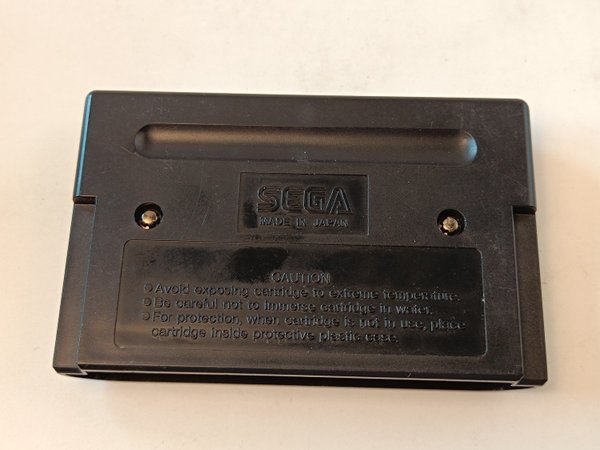 SEGA
MADE IN JAPAN
CAUTION
●Avoid exposing cartridge to extreme temperature.
●Be careful not to immerse cartridge in water.
●For protection, when cartridge is not in use, place
cartridge inside protective plastic case.